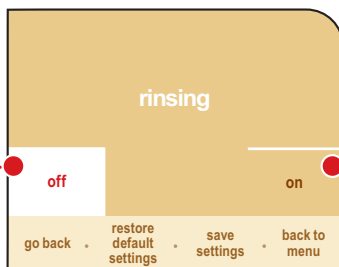 rinsing
off
on
go back • restore default settings • save settings • back to menu